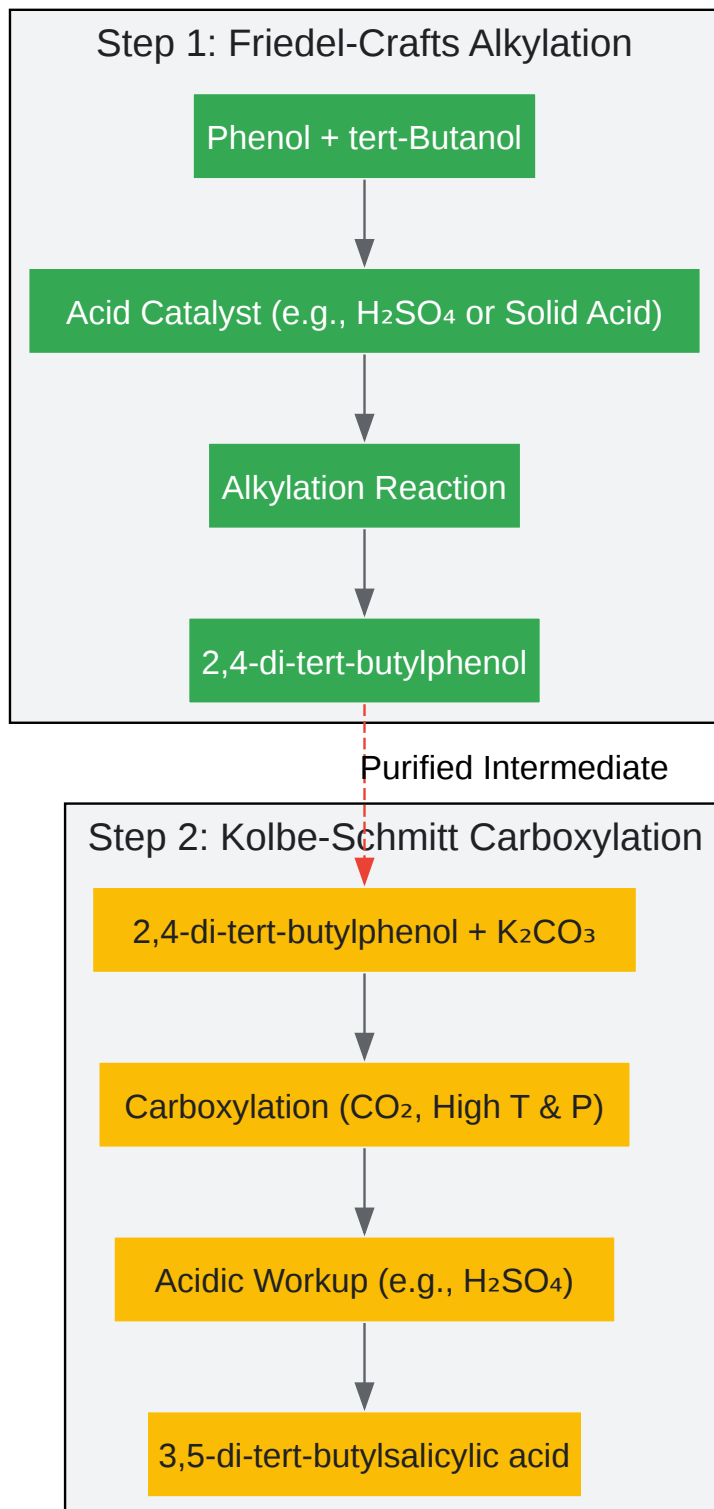 Step 1: Friedel-Crafts Alkylation
Phenol + tert-Butanol
Acid Catalyst (e.g., H₂SO₄ or Solid Acid)
Alkylation Reaction
2,4-di-tert-butylphenol
Purified Intermediate
Step 2: Kolbe-Schmitt Carboxylation
2,4-di-tert-butylphenol + K₂CO₃
Carboxylation (CO₂, High T & P)
Acidic Workup (e.g., H₂SO₄)
3,5-di-tert-butylsalicylic acid